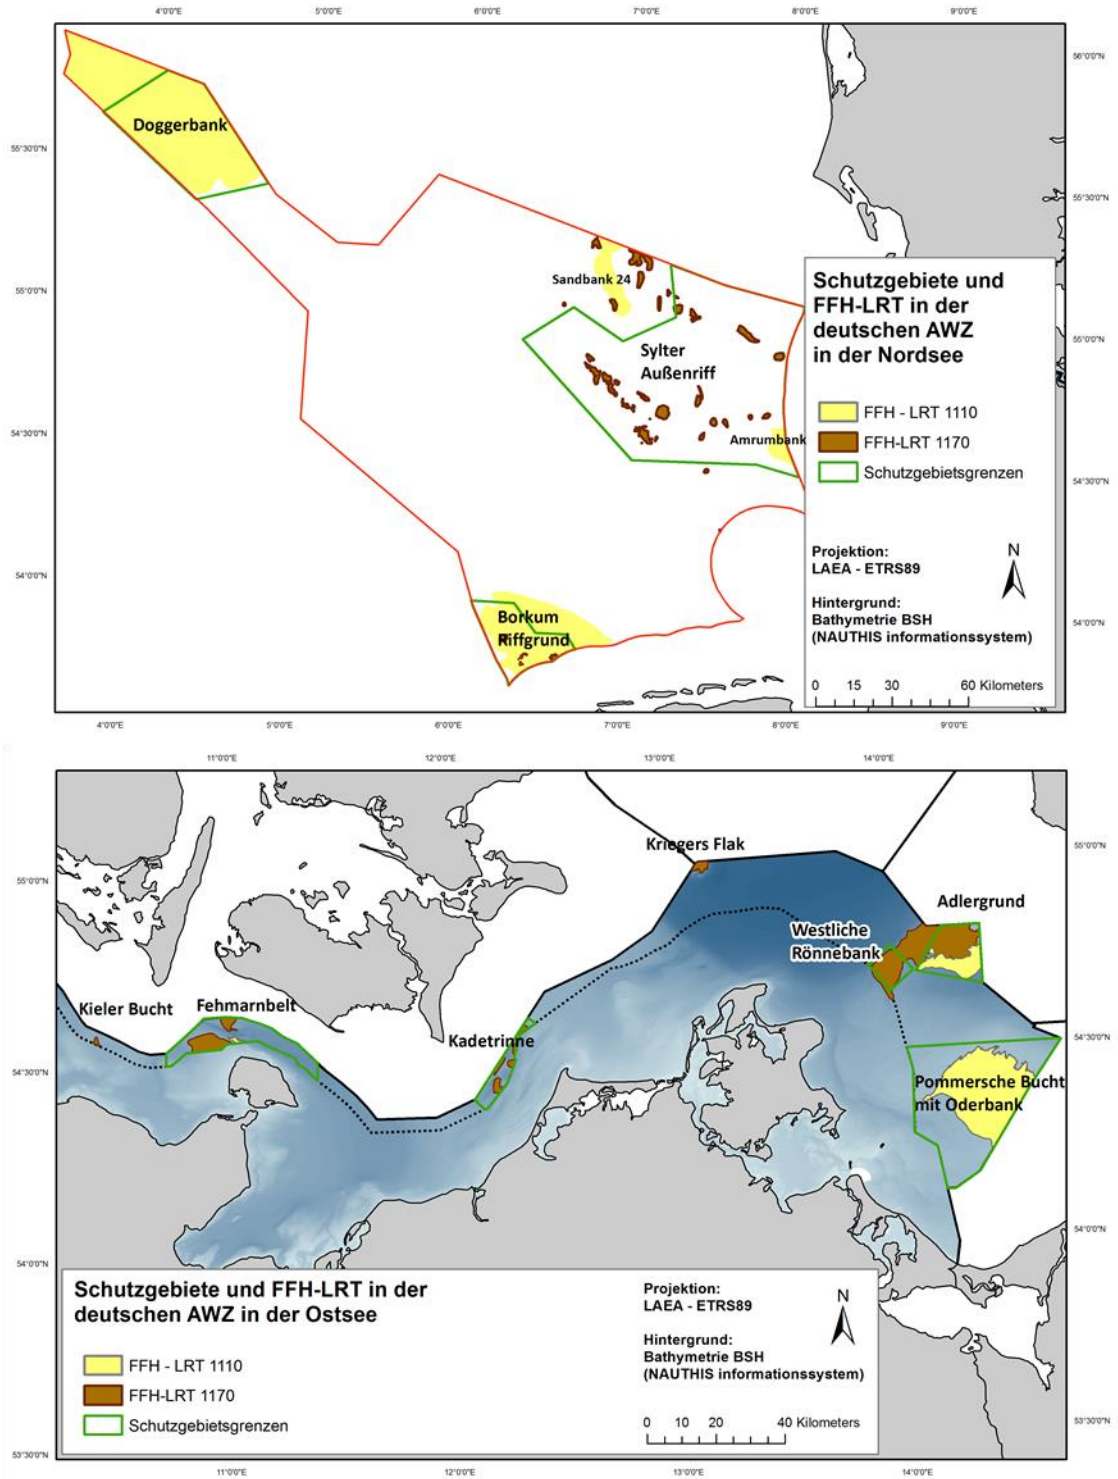 4°0'0"E 5°0'0"E 6°0'0"E 7°0'0"E 8°0'0"E 9°0'0"E
56°0'0"N
Doggerbank
55°30'0"N
55°30'0"N
Sandbank 24
55°0'0"N
Schutzgebiete und
FFH-LRT in der
deutschen AWZ
in der Nordsee
55°0'0"N
Sylter
Außenriff
FFH - LRT 1110
54°30'0"N
Amrumbank
FFH-LRT 1170
Schutzgebietsgrenzen
54°30'0"N
Projektion:
LAEA - ETRS89
N
54°0'0"N
Hintergrund:
Bathymetrie BSH
(NAUTHIS informationssystem)
54°0'0"N
Borkum
Riffgrund
0 15 30 60 Kilometers
4°0'0"E 5°0'0"E 6°0'0"E 7°0'0"E 8°0'0"E 9°0'0"E
11°0'0"E 12°0'0"E 13°0'0"E 14°0'0"E
Kriegers Flak
55°0'0"N
55°0'0"N
Adlergrund
Westliche
Rönnebank
Kieler Bucht
Fehmarnbelt
Kadetrinne
54°30'0"N
54°30'0"N
Pommersche Bucht
mit Oderbank
54°0'0"N
54°0'0"N
Schutzgebiete und FFH-LRT in der
deutschen AWZ in der Ostsee
Projektion:
LAEA - ETRS89
N
Hintergrund:
Bathymetrie BSH
(NAUTHIS informationssystem)
FFH - LRT 1110
FFH-LRT 1170
Schutzgebietsgrenzen
0 10 20 40 Kilometers
53°30'0"N
53°30'0"N
11°0'0"E 12°0'0"E 13°0'0"E 14°0'0"E